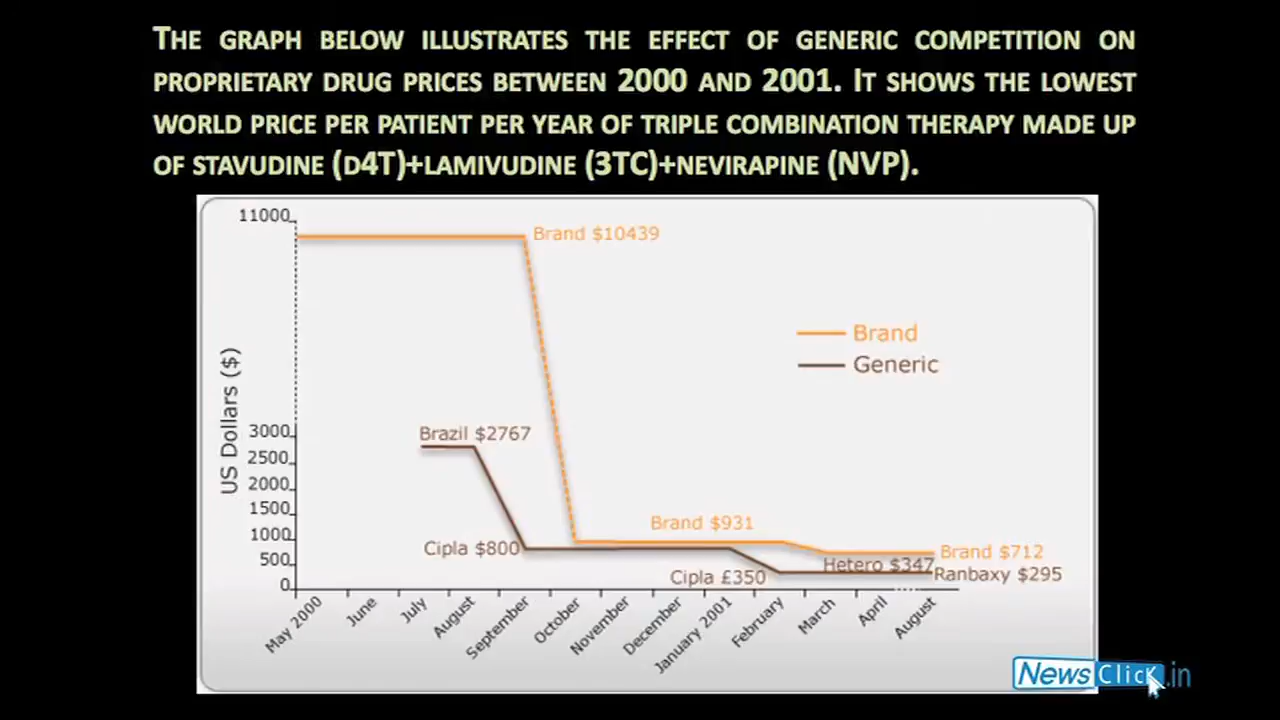 THE GRAPH BELOW ILLUSTRATES THE EFFECT OF GENERIC COMPETITION ON
PROPRIETARY DRUG PRICES BETWEEN 2000 AND 2001. IT SHOWS THE LOWEST
WORLD PRICE PER PATIENT PER YEAR OF TRIPLE COMBINATION THERAPY MADE UP
OF STAVUDINE (D4T)+LAMIVUDINE (3TC)+NEVIRAPINE (NVP).
11000
Brand $10439
Brand
Generic
US Dollars ($)
Brazil $2767
3000
2500
2000
1500
1000
500
0
Brand $931
Cipla $800
Brand $712
Hetero $347
Ranbaxy $295
Cipla £350
May 2000
June
July
August
September
October
November
December
January 2001
February
March
April
August
NewsClick.in